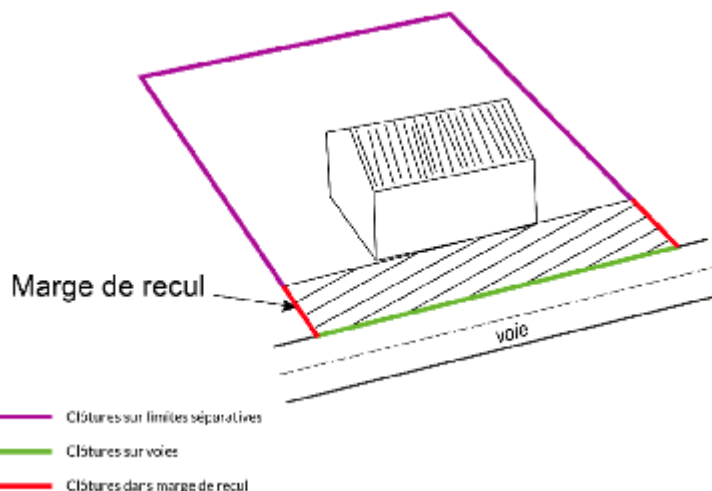 Marge de recul
voie
Clôtures sur limites séparatives
Clôtures sur voies
Clôtures dans marge de recul